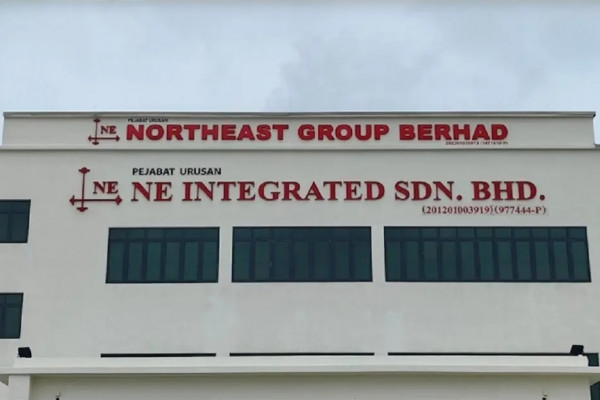 PEJABAT URUSAN
NE NORTHEAST GROUP BERHAD
PEJABAT URUSAN
NE NE INTEGRATED SDN. BHD.
(201201003919)(977444-P)